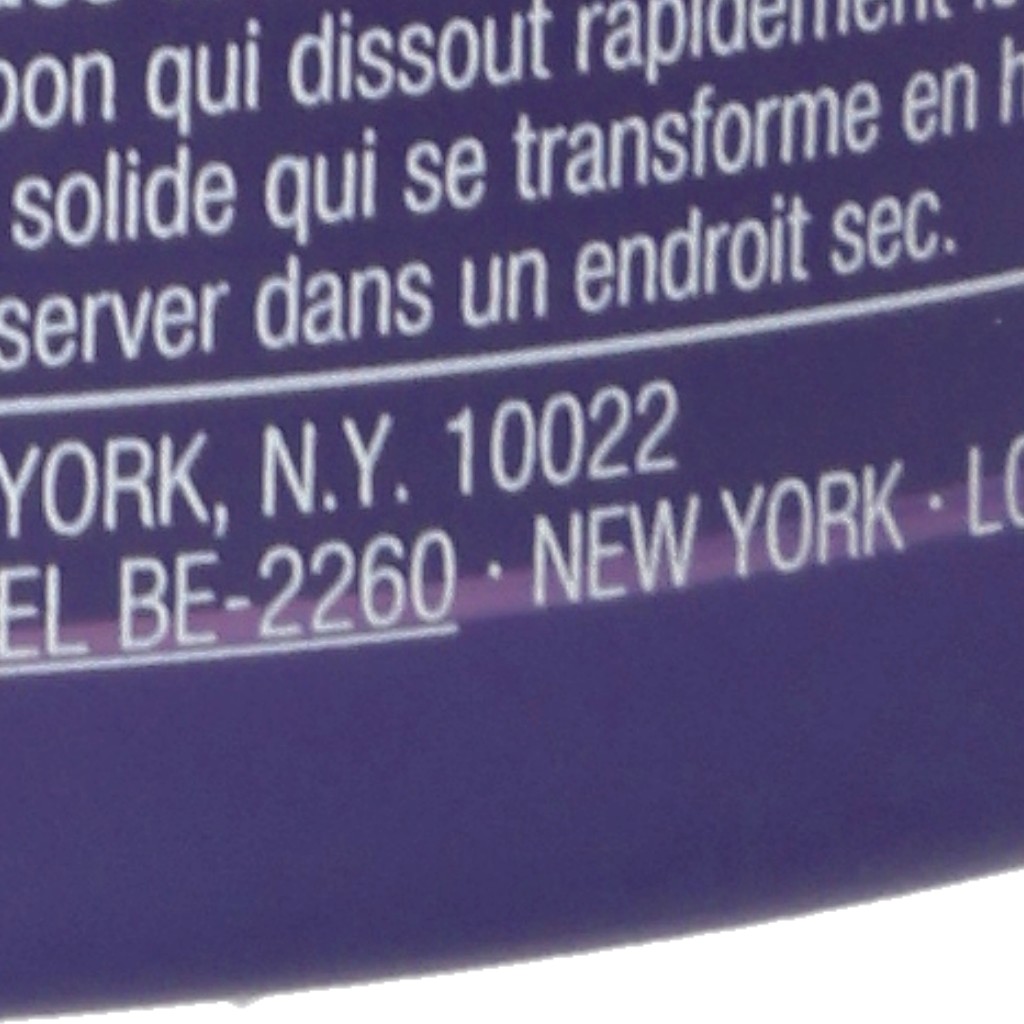 qui dissout rapidement
solide qui se transforme en
server dans un endroit sec.
YORK, N.Y. 10022
EL BE-2260 · NEW YORK · LO